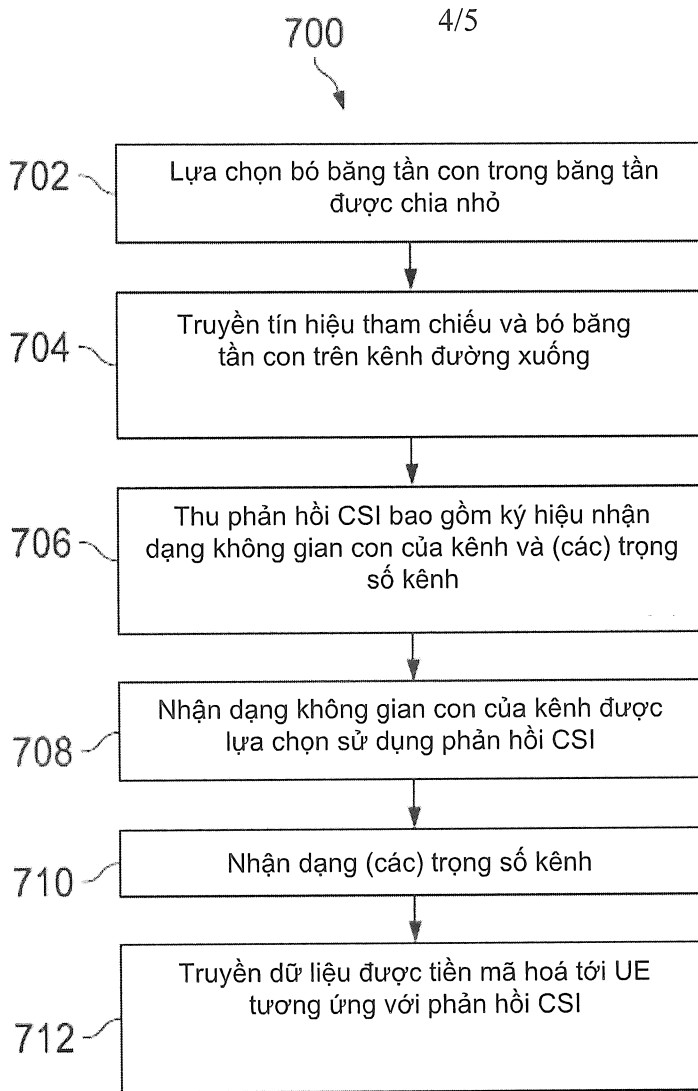 4/5
700
702
Lựa chọn bó băng tần con trong băng tần
được chia nhỏ
704
Truyền tín hiệu tham chiếu và bó băng
tần con trên kênh đường xuống
706
Thu phản hồi CSI bao gồm ký hiệu nhận
dạng không gian con của kênh và (các) trọng
số kênh
708
Nhận dạng không gian con của kênh được
lựa chọn sử dụng phản hồi CSI
710
Nhận dạng (các) trọng số kênh
712
Truyền dữ liệu được tiền mã hoá tới UE
tương ứng với phản hồi CSI